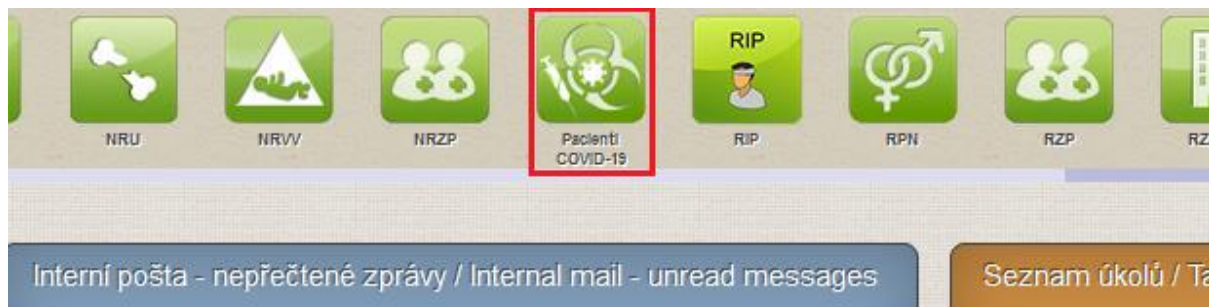 RIP
NRU
NRVV
NRZP
Pacienti
COVID-19
RIP
RPN
RZP
RZ
Interní pošta - nepřečtené zprávy / Internal mail - unread messages
Seznam úkolů / Ta